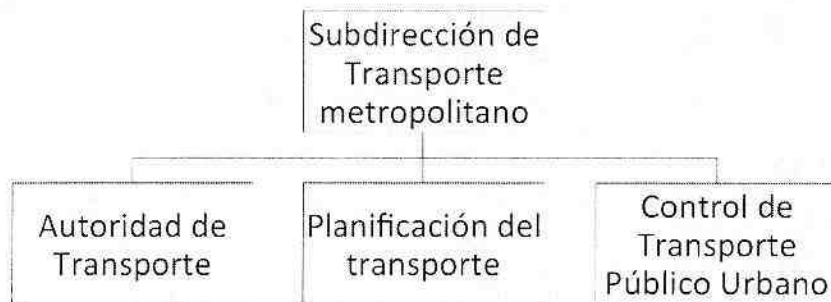 Subdirección de
Transporte
metropolitano
Autoridad de
Transporte
Planificación del
transporte
Control de
Transporte
Público Urbano